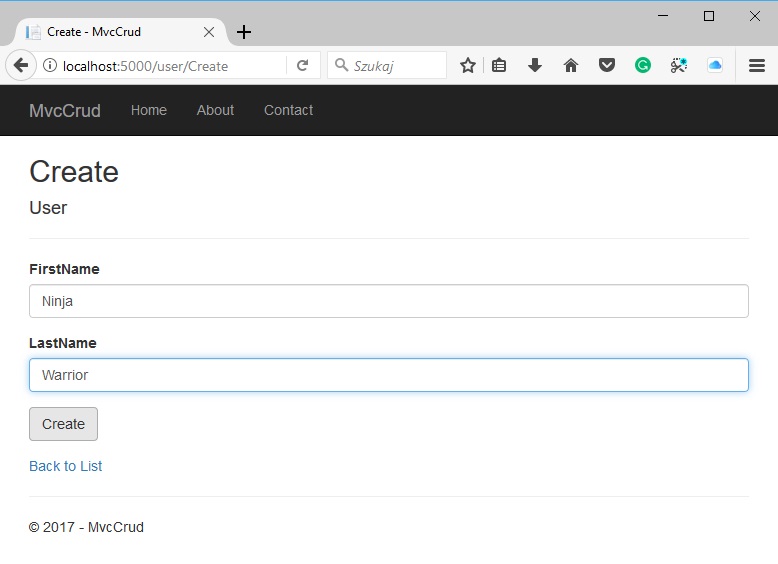 Create - MvcCrud
localhost:5000/user/Create
Szukaj
MvcCrud Home About Contact
Create
User
FirstName
Ninja
LastName
Warrior
Create
Back to List
© 2017 - MvcCrud